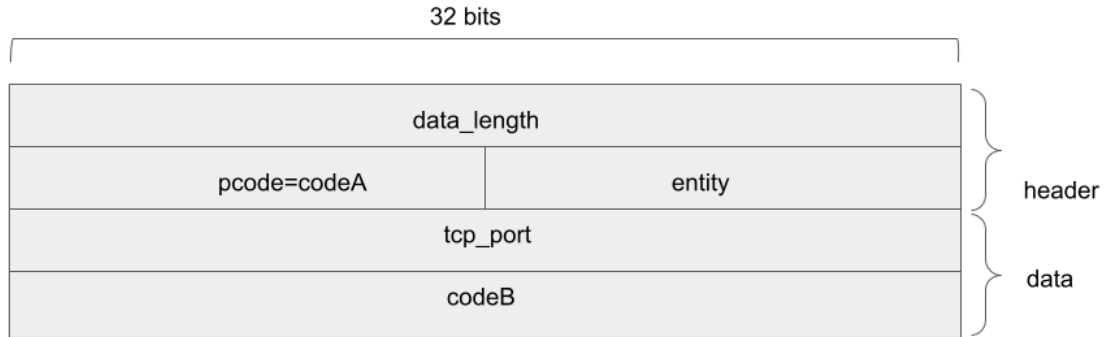 32 bits
data_length
pcode=codeA
entity
header
tcp_port
data
codeB